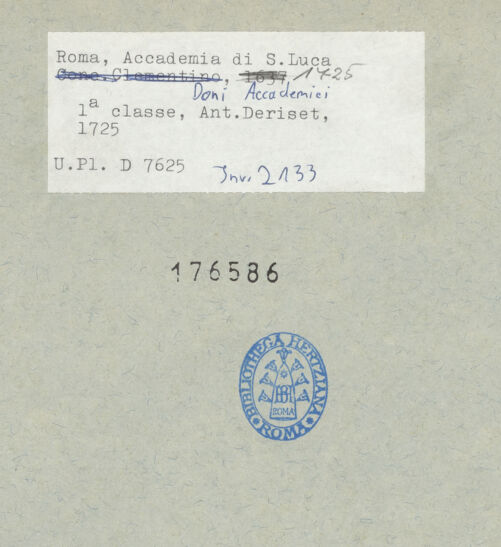 Roma, Accademia di S.Luca
Conc. Clementino, 1637, 1725
Doni Accademici
1a classe, Ant.Deriset,
1725
U.Pl. D 7625 Inv. 2133
176586
BIBLIOTHECA HERTZIANA
BH
ROMA
ROMA